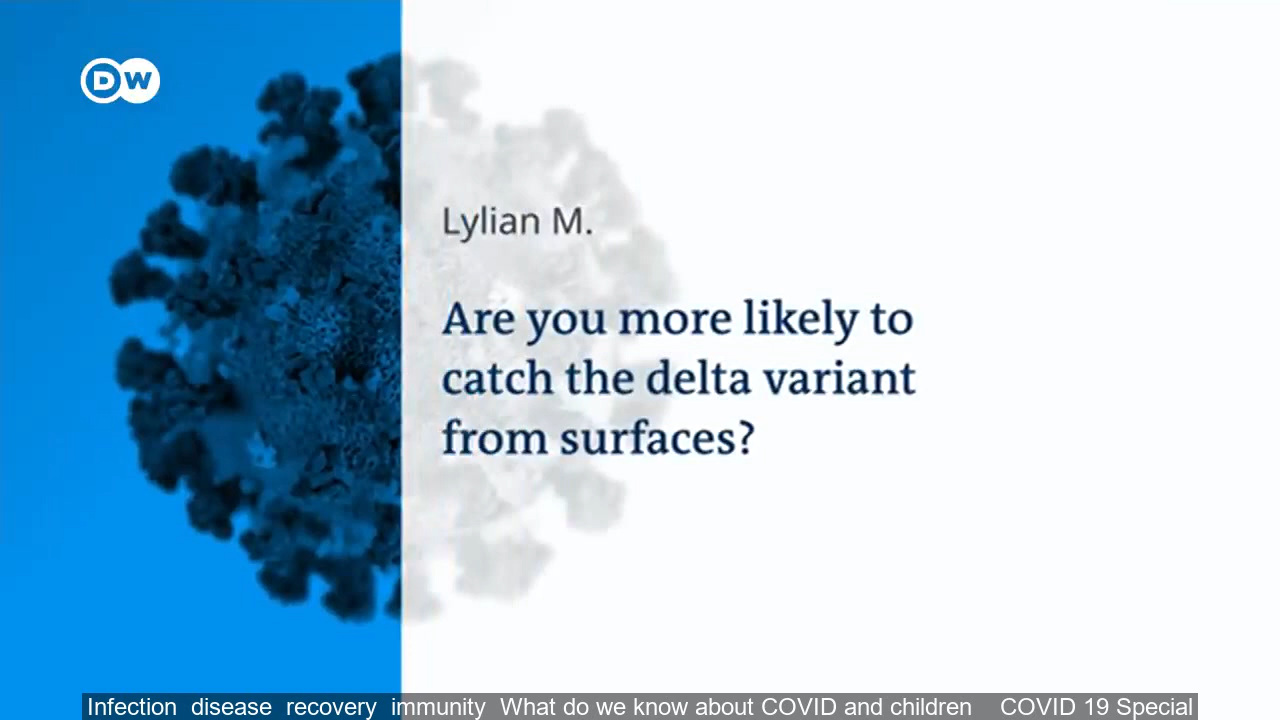 DW
Lylian M.
Are you more likely to
catch the delta variant
from surfaces?
Infection disease recovery immunity What do we know about COVID and children COVID 19 Special